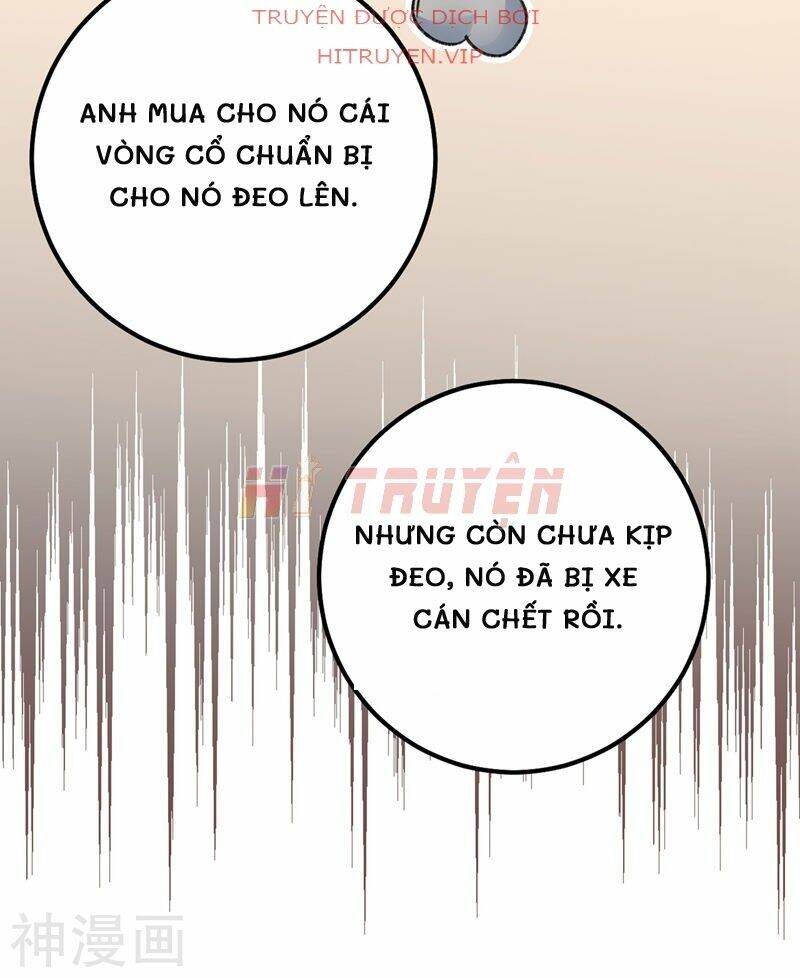 TRUYỆN ĐƯỢC DỊCH BỞI
HITRUYEN.VIP
ANH MUA CHO NÓ CÁI
VÒNG CỔ CHUẨN BỊ
CHO NÓ ĐEO LÊN.
HITRUYỆN
NHƯNG CÒN CHƯA KỊP
ĐEO, NÓ ĐÃ BỊ XE
CÁN CHẾT RỒI.
神漫画